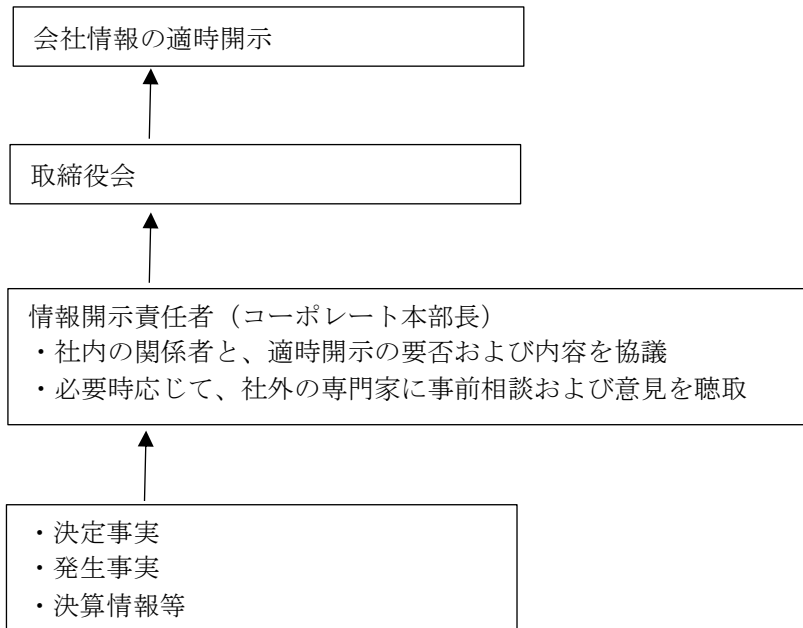 会社情報の適時開示
取締役会
情報開示責任者（コーポレート本部長）
・社内の関係者と、適時開示の要否および内容を協議
・必要時応じて、社外の専門家に事前相談および意見を聴取
・決定事実
・発生事実
・決算情報等